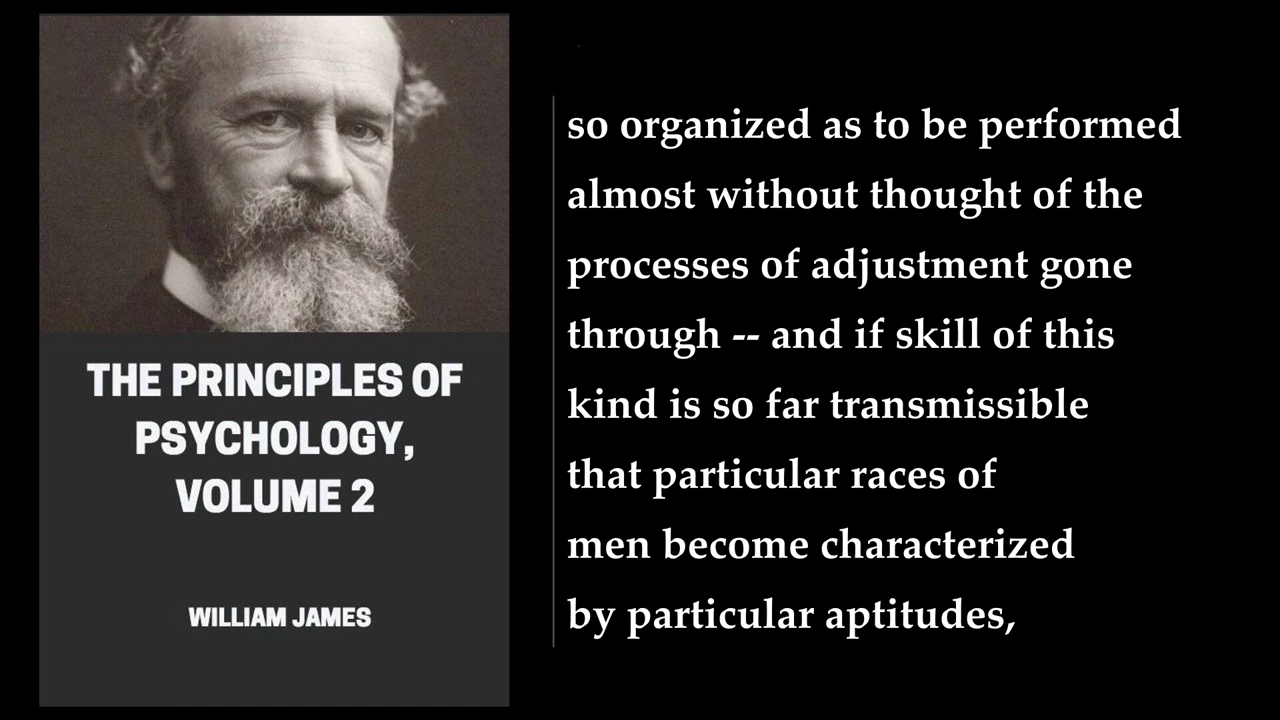 THE PRINCIPLES OF
PSYCHOLOGY,
VOLUME 2
WILLIAM JAMES
so organized as to be performed
almost without thought of the
processes of adjustment gone
through -- and if skill of this
kind is so far transmissible
that particular races of
men become characterized
by particular aptitudes,